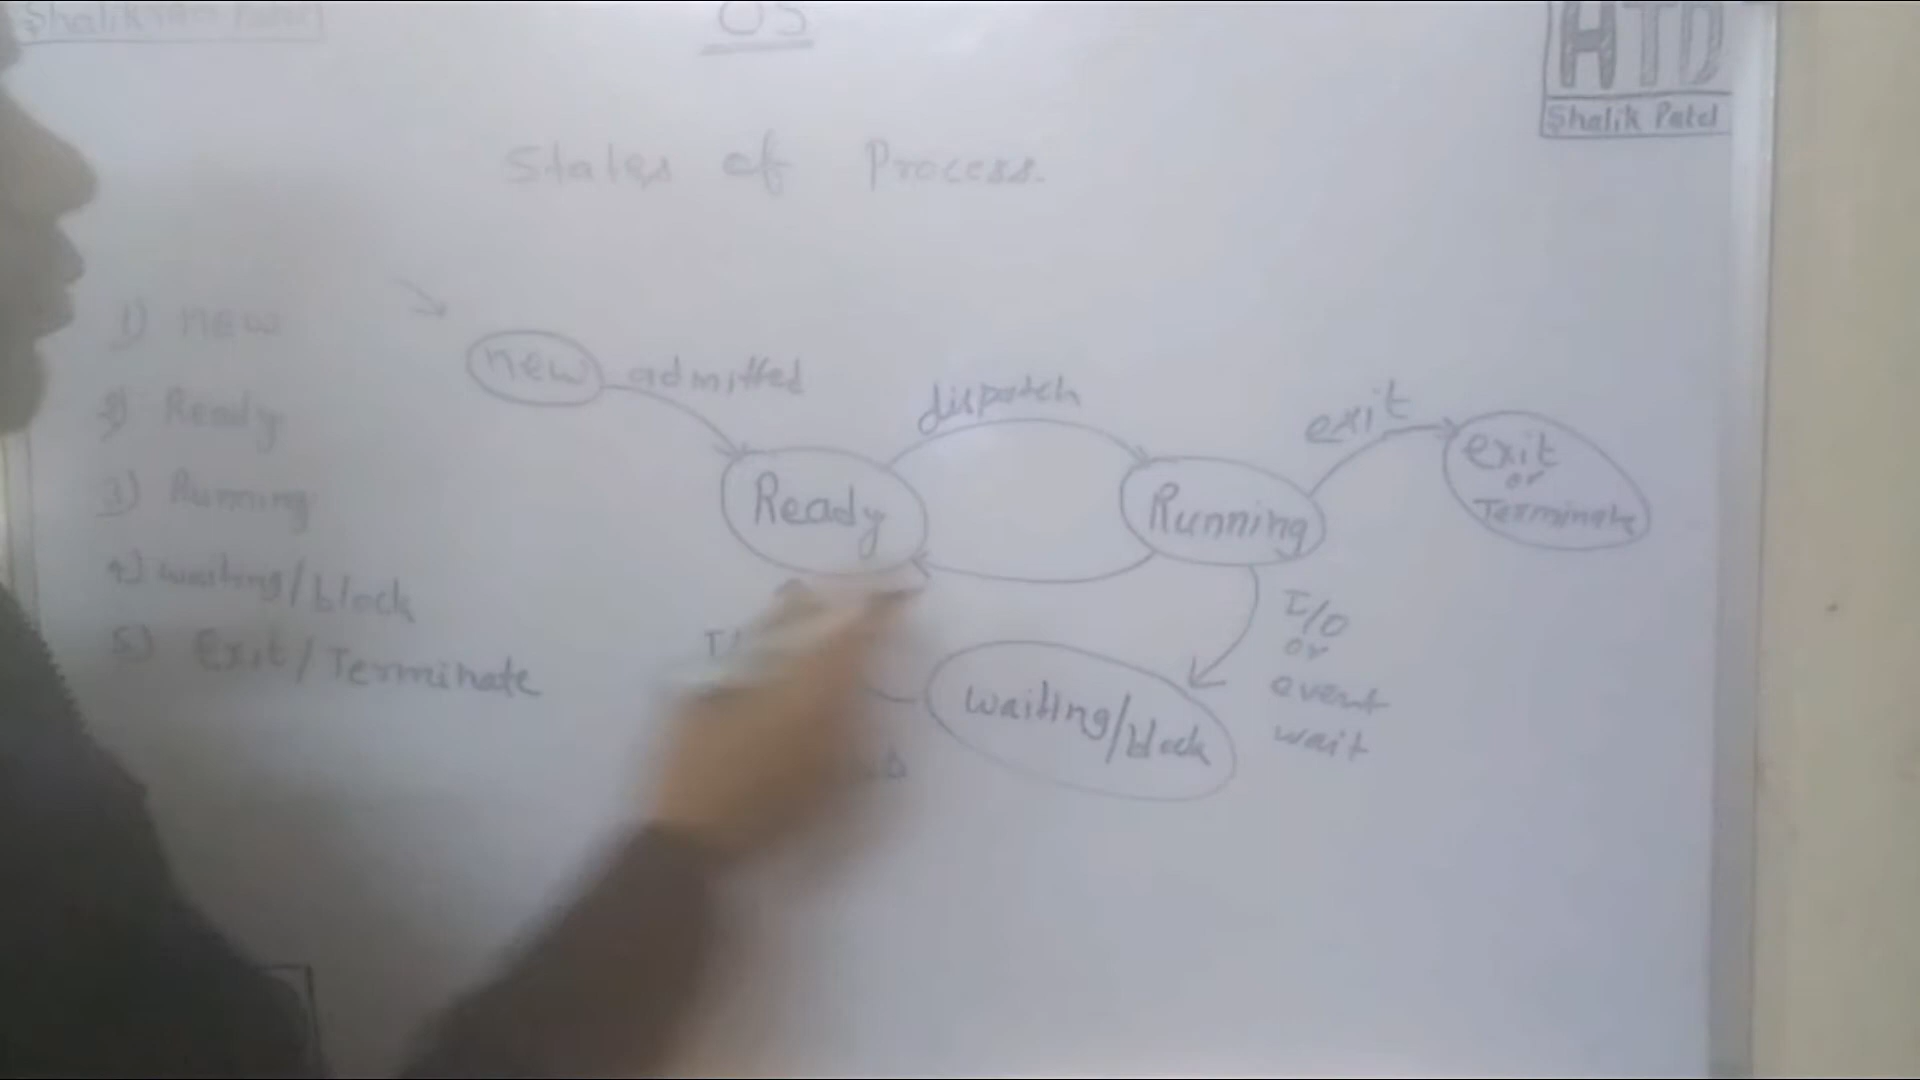 OS
HTD
Shalik Patel
States of Process.
1) new
2) Ready
3) Running
4) waiting/block
5) Exit/Terminate
new
admitted
dispatch
exit
Ready
Running
exit
or
Terminate
I/O
or
event
wait
waiting/block